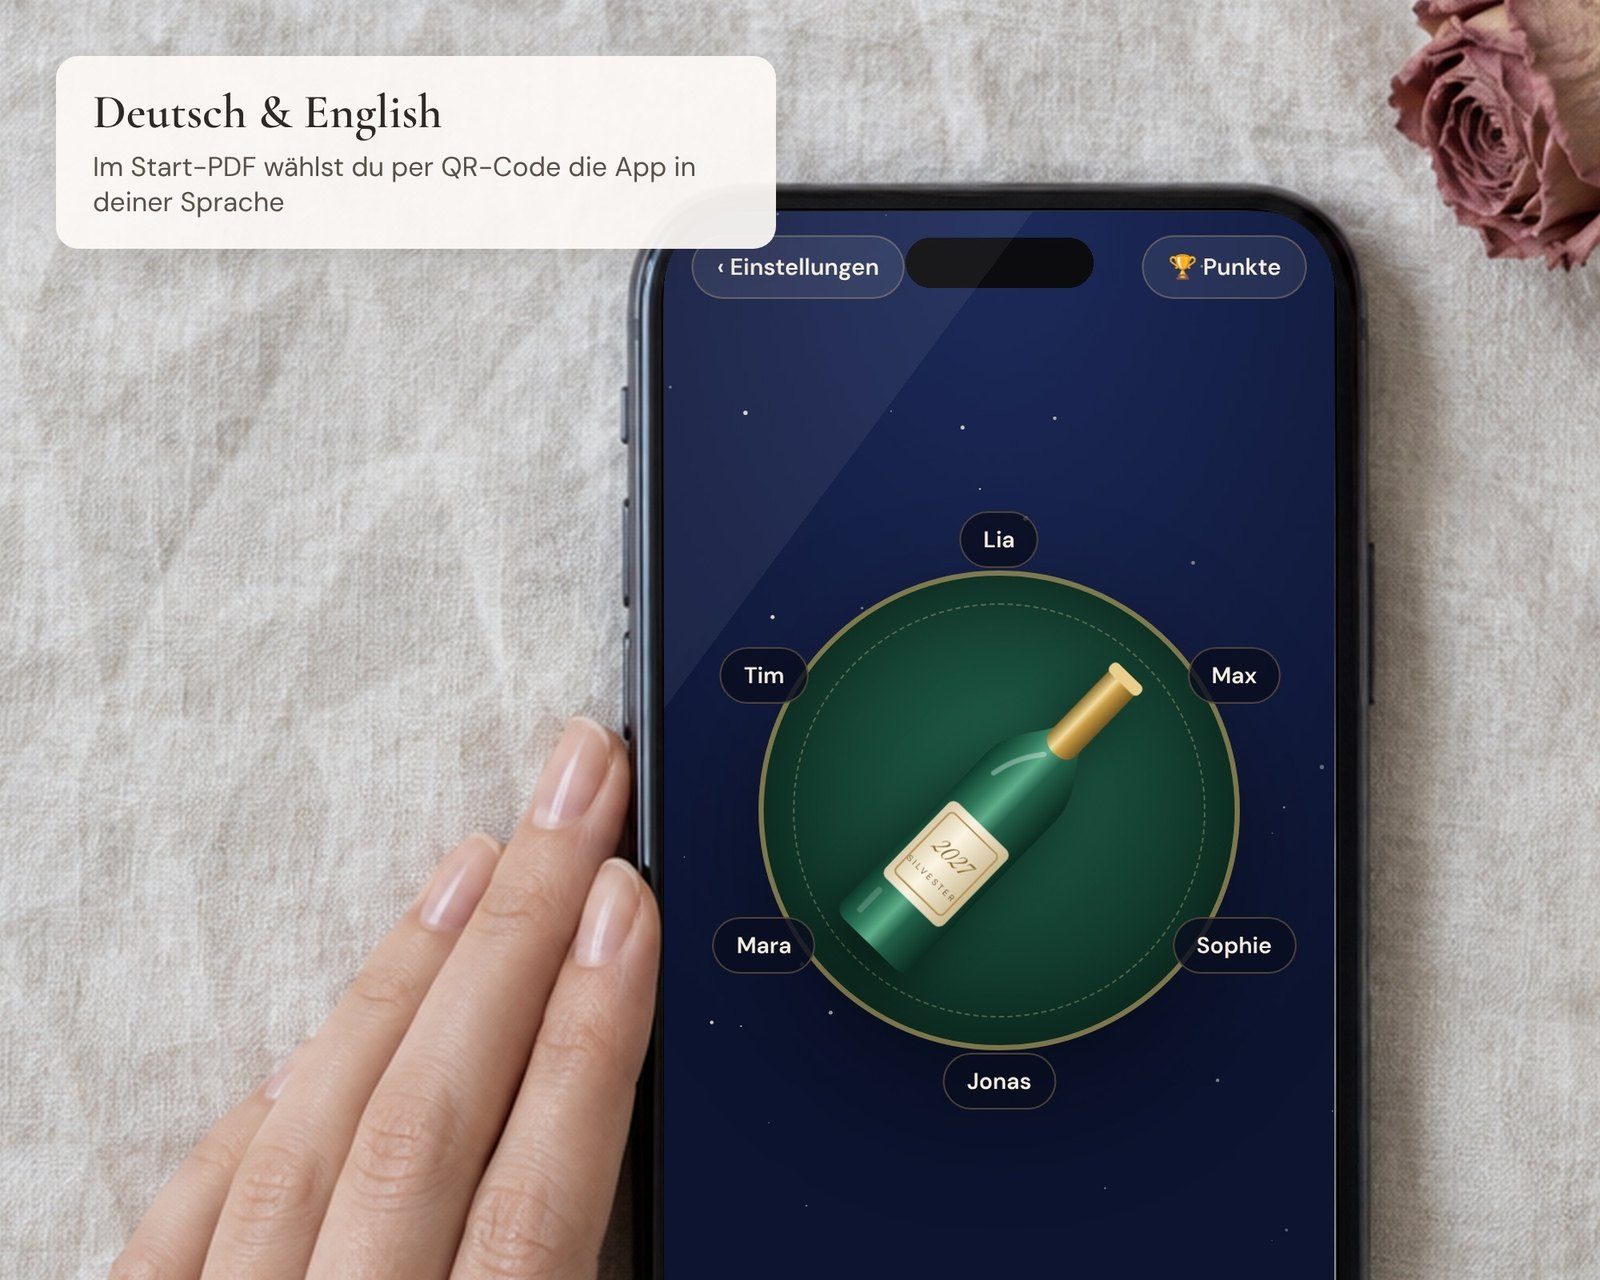 Deutsch & English
Im Start-PDF wählst du per QR-Code die App in
deiner Sprache
‹ Einstellungen
🏆 Punkte
Lia
Tim
Max
2027
SILVESTER
Mara
Sophie
Jonas